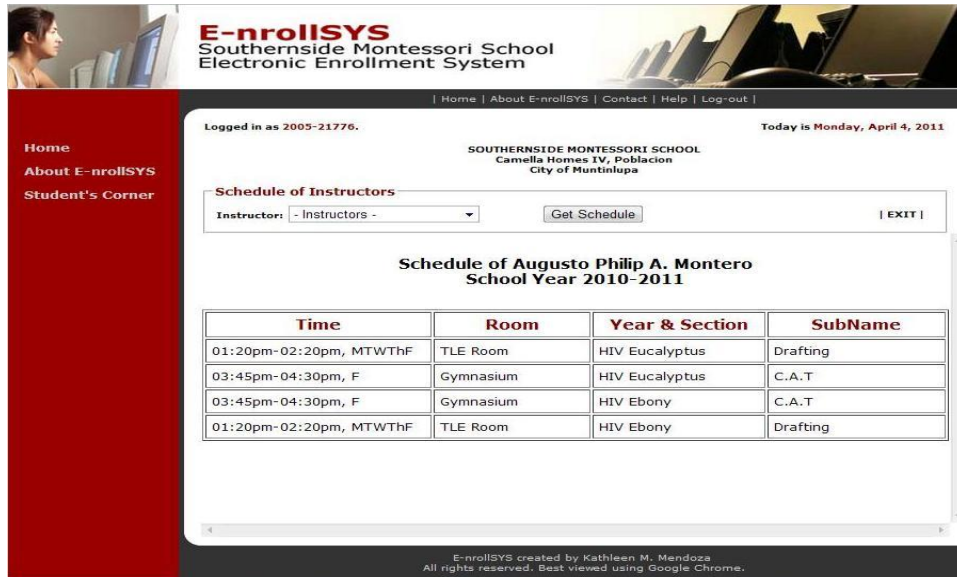 E-nrollSYS
Southernside Montessori School
Electronic Enrollment System
| Home | About E-nrollSYS | Contact | Help | Log-out |
Home
About E-nrollSYS
Student's Corner
Logged in as 2005-21776. Today is Monday, April 4, 2011
SOUTHERNSIDE MONTESSORI SCHOOL
Camella Homes IV, Poblacion
City of Muntinlupa
Schedule of Instructors
Instructor: - Instructors - Get Schedule | EXIT |
Schedule of Augusto Philip A. Montero
School Year 2010-2011
Time Room Year & Section SubName
01:20pm-02:20pm, MTWThF TLE Room HIV Eucalyptus Drafting
03:45pm-04:30pm, F Gymnasium HIV Eucalyptus C.A.T
03:45pm-04:30pm, F Gymnasium HIV Ebony C.A.T
01:20pm-02:20pm, MTWThF TLE Room HIV Ebony Drafting
E-nrollSYS created by Kathleen M. Mendoza
All rights reserved. Best viewed using Google Chrome.